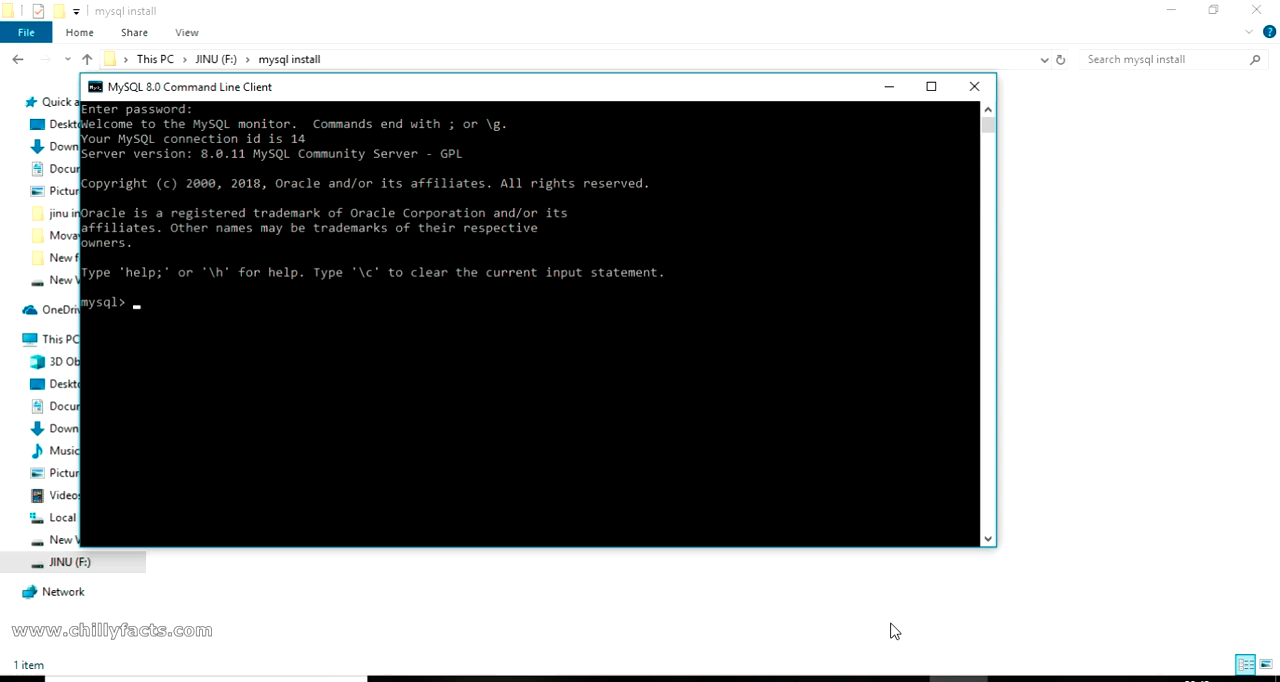 mysql install
File
Home
Share
View
This PC
JINU (F:)
mysql install
Search mysql install
MySQL 8.0 Command Line Client
Enter password:
Welcome to the MySQL monitor.  Commands end with ; or \g.
Your MySQL connection id is 14
Server version: 8.0.11 MySQL Community Server - GPL
Copyright (c) 2000, 2018, Oracle and/or its affiliates. All rights reserved.
Oracle is a registered trademark of Oracle Corporation and/or its
affiliates. Other names may be trademarks of their respective
owners.
Type 'help;' or '\h' for help. Type '\c' to clear the current input statement.
mysql>
Quick a
Deskt
Down
Docur
Pictur
jinu in
Mova
New f
New V
OneDriv
This PC
3D Ob
Deskto
Docur
Down
Music
Pictur
Videos
Local
New V
JINU (F:)
Network
www.chillyfacts.com
1 item